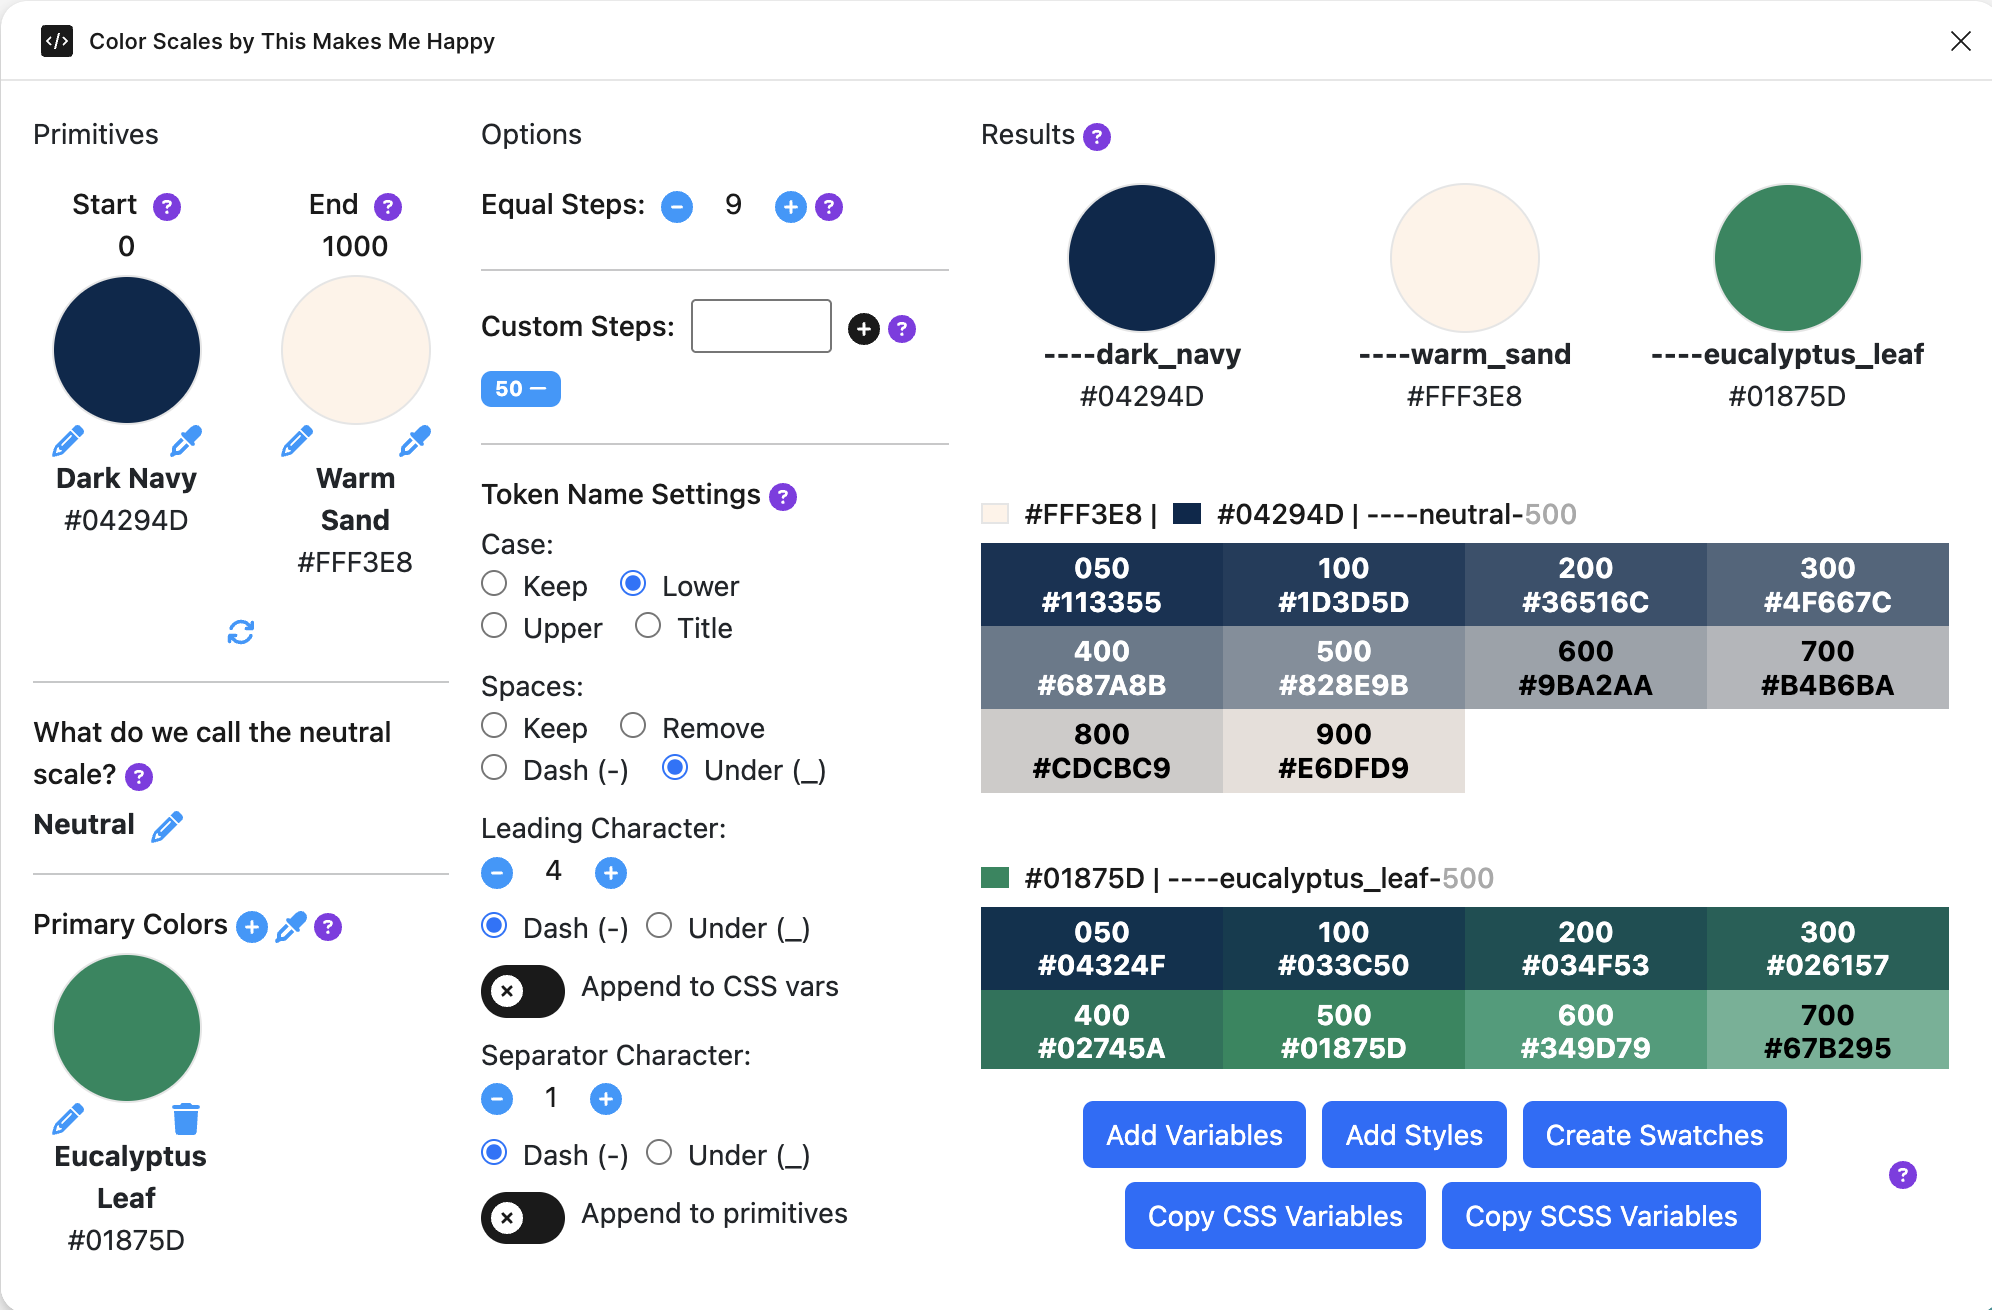 </> Color Scales by This Makes Me Happy
Primitives
Start ?
0
End ?
1000
Dark Navy
#04294D
Warm
Sand
#FFF3E8
What do we call the neutral
scale? ?
Neutral
Primary Colors ?
Eucalyptus
Leaf
#01875D
Options
Equal Steps: − 9 + ?
Custom Steps: + ?
50 −
Token Name Settings ?
Case:
Keep Lower
Upper Title
Spaces:
Keep Remove
Dash (-) Under (_)
Leading Character:
− 4 +
Dash (-) Under (_)
Append to CSS vars
Separator Character:
− 1 +
Dash (-) Under (_)
Append to primitives
Results ?
----dark_navy
#04294D
----warm_sand
#FFF3E8
----eucalyptus_leaf
#01875D
#FFF3E8 | #04294D | ----neutral-500
050 100 200 300
#113355 #1D3D5D #36516C #4F667C
400 500 600 700
#687A8B #828E9B #9BA2AA #B4B6BA
800 900
#CDCBC9 #E6DFD9
#01875D | ----eucalyptus_leaf-500
050 100 200 300
#04324F #033C50 #034F53 #026157
400 500 600 700
#02745A #01875D #349D79 #67B295
Add Variables Add Styles Create Swatches
?
Copy CSS Variables Copy SCSS Variables